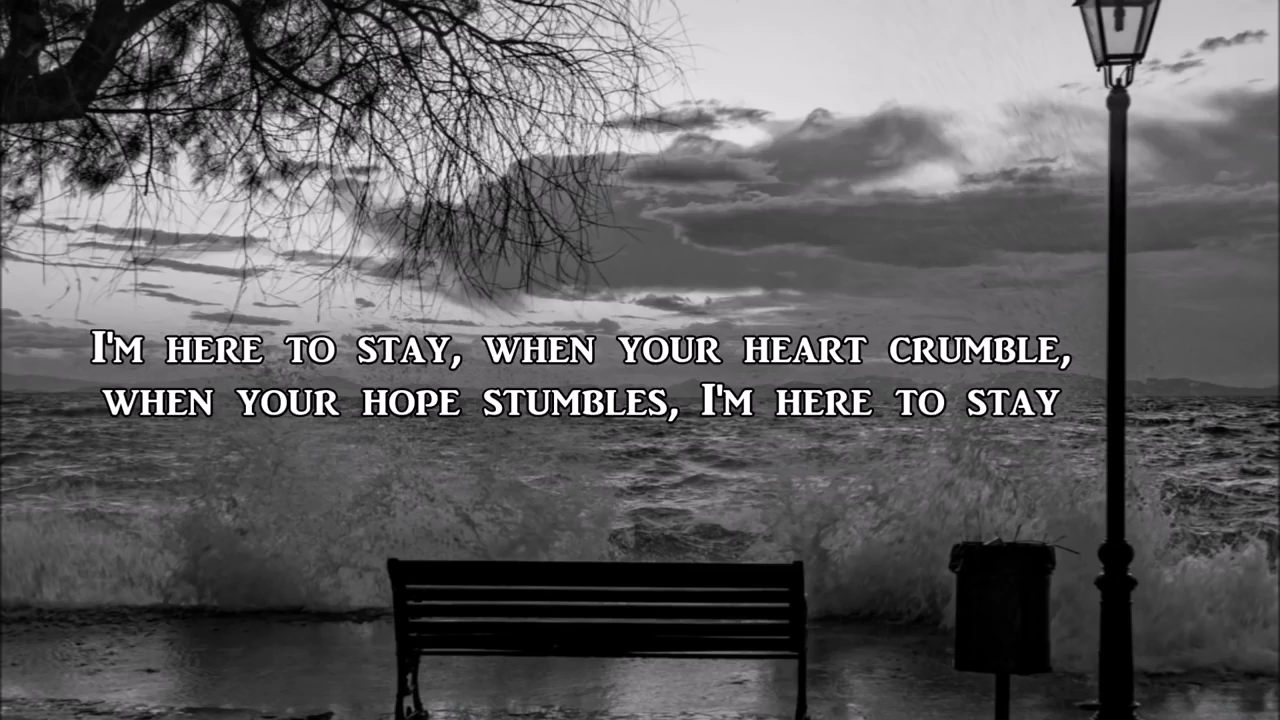 I'm here to stay, when your heart crumble,
when your hope stumbles, I'm here to stay